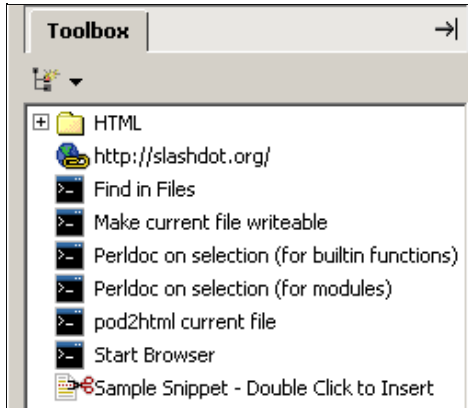 Toolbox
HTML
http://slashdot.org/
Find in Files
Make current file writeable
Perldoc on selection (for builtin functions)
Perldoc on selection (for modules)
pod2html current file
Start Browser
Sample Snippet - Double Click to Insert